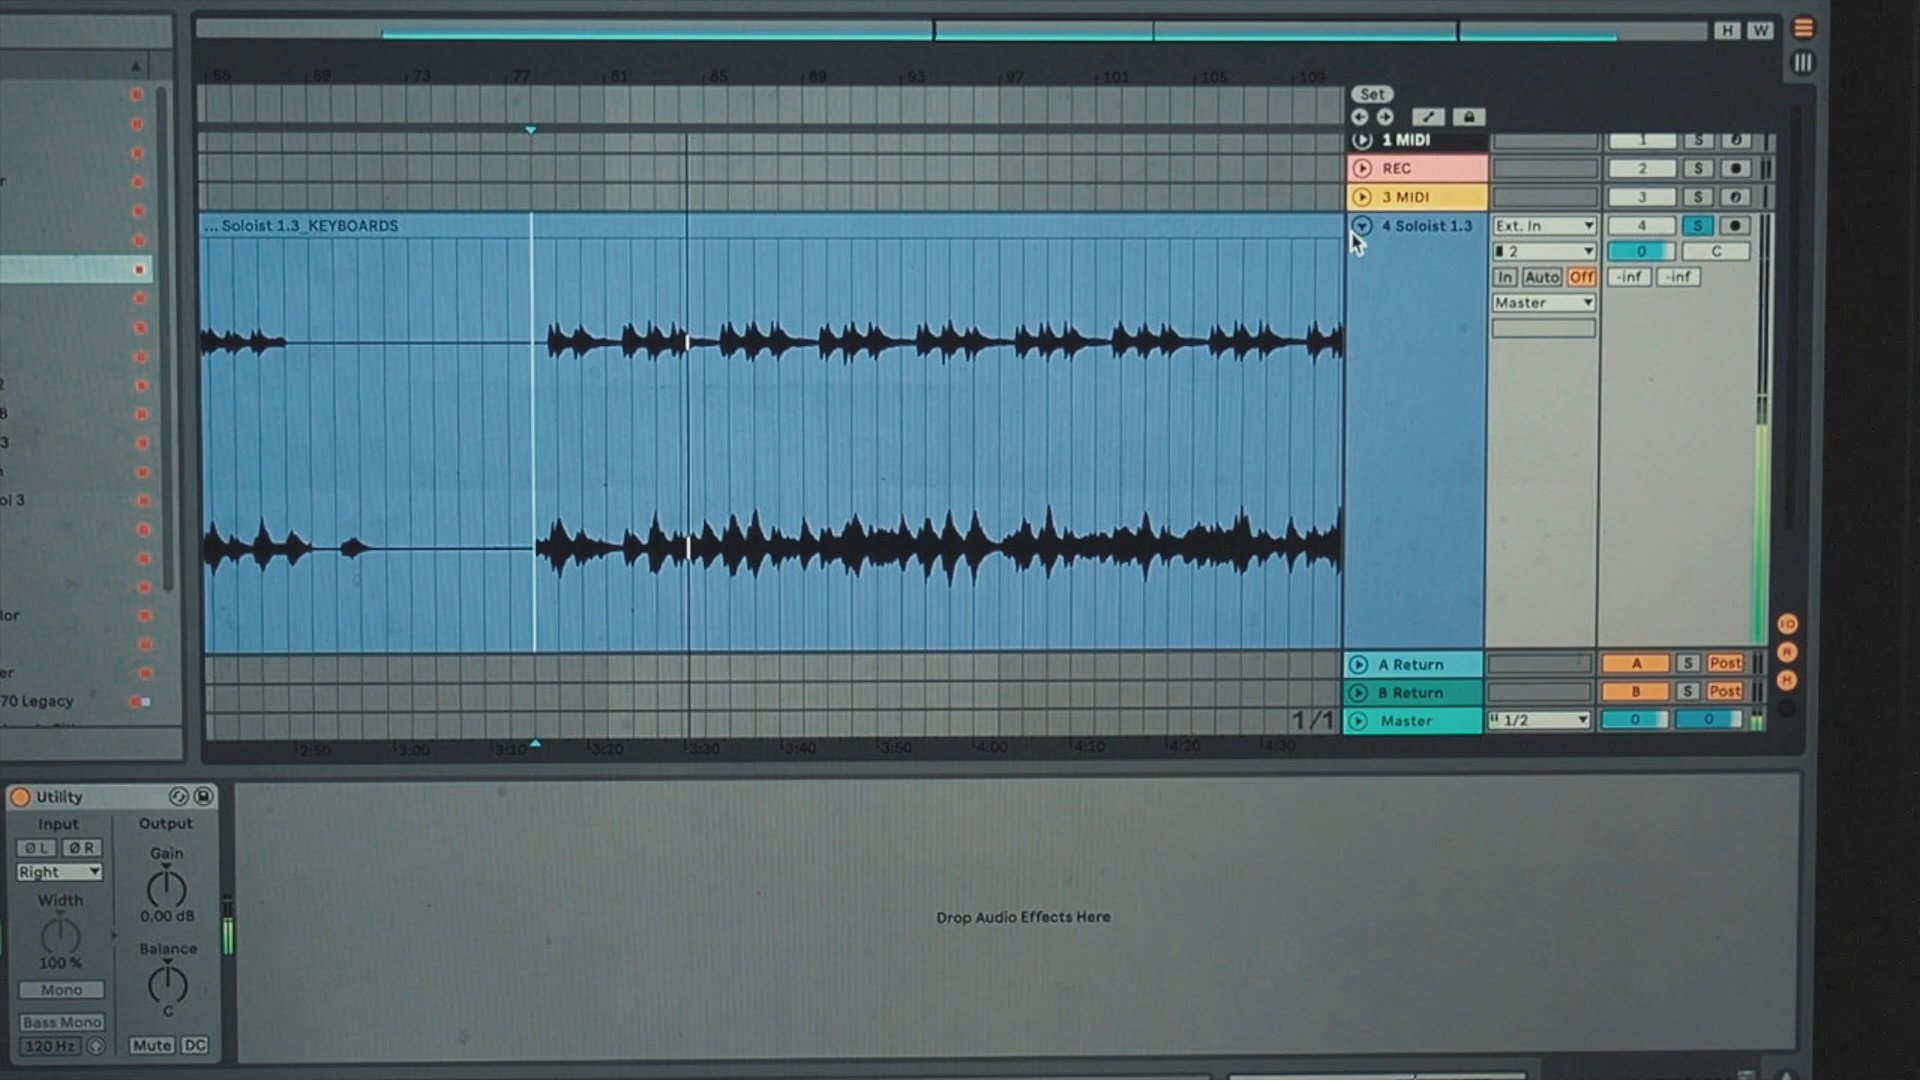 H W
65 69 73 77 81 85 89 93 97 101 105 109
Set
1 MIDI 1 S
REC 2 S
3 MIDI 3 S
... Soloist 1.3_KEYBOARDS
4 Soloist 1.3 Ext. In 4 S
2 0 C
In Auto Off -inf -inf
Master
2
B
3
ol 3
lor
er
70 Legacy
A Return A S Post
B Return B S Post
1/1 Master 1/2 0 0
2:50 3:00 3:10 3:20 3:30 3:40 3:50 4:00 4:10 4:20 4:30
Utility
Input Output
Ø L Ø R Gain
Right
Width 0.00 dB
100 % Balance
Mono C
Bass Mono
120 Hz Mute DC
Drop Audio Effects Here